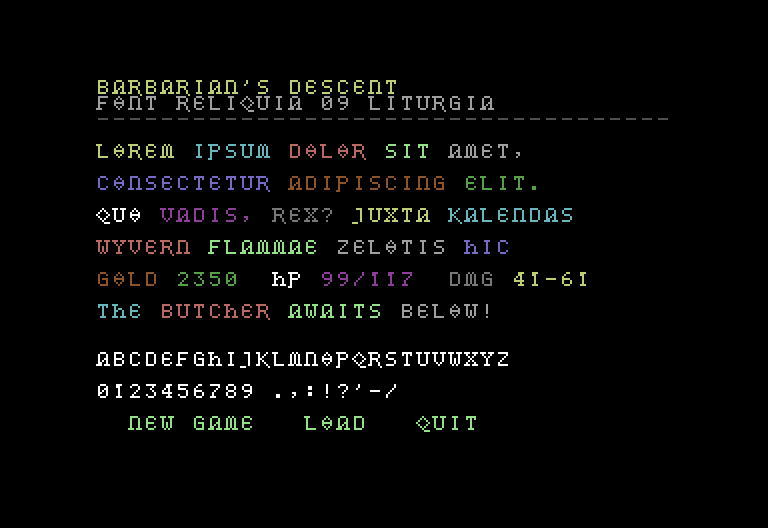 BARBARIAN'S DESCENT
FONT RELIQUIA 09 LITURGIA
------------------------------------
LOREM IPSUM DOLOR SIT AMET,
CONSECTETUR ADIPISCING ELIT.
QUO VADIS, REX? JUXTA KALENDAS
WYVERN FLAMMAE ZELOTIS HIC
GOLD 2350 HP 99/117 DMG 41-61
THE BUTCHER AWAITS BELOW!
ABCDEFGHIJKLMNOPQRSTUVWXYZ
0123456789 .,:!?'-/
NEW GAME LOAD QUIT